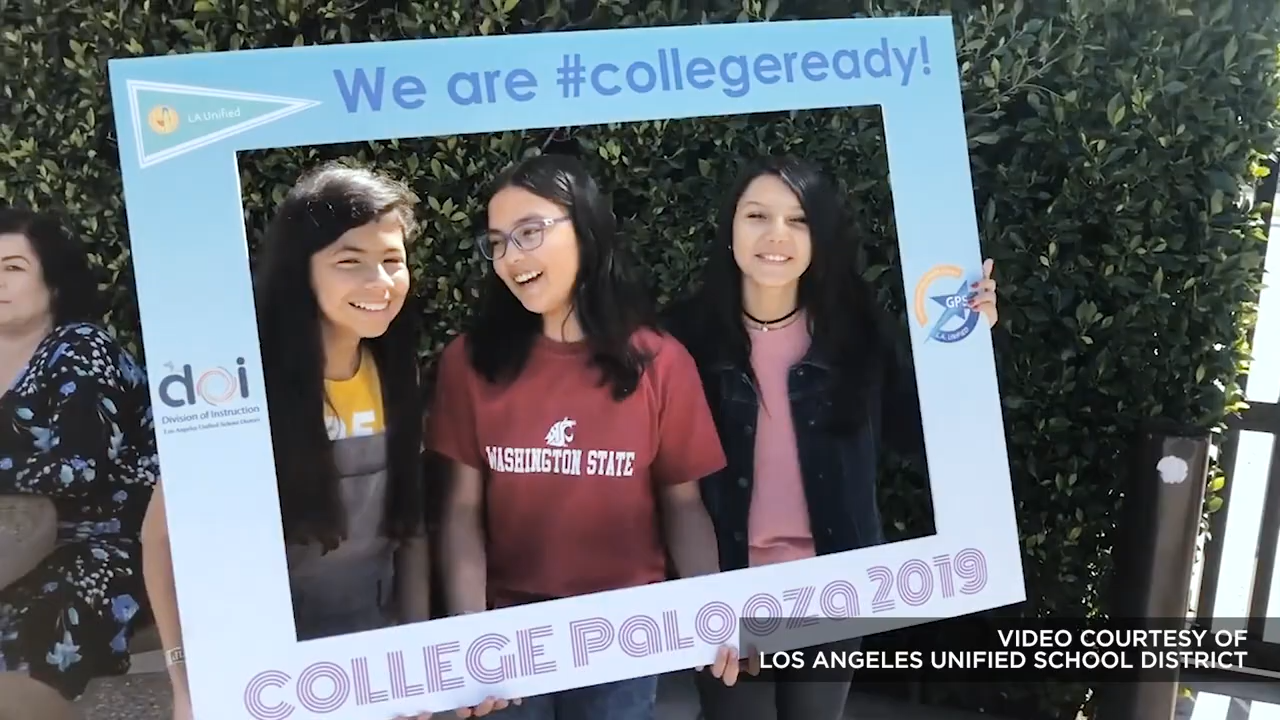 We are #collegeready!
LA Unified
GPS
L.A. UNIFIED
doi
Division of Instruction
Los Angeles Unified School District
WASHINGTON STATE
COLLEGE PALOOZA 2019
VIDEO COURTESY OF
LOS ANGELES UNIFIED SCHOOL DISTRICT